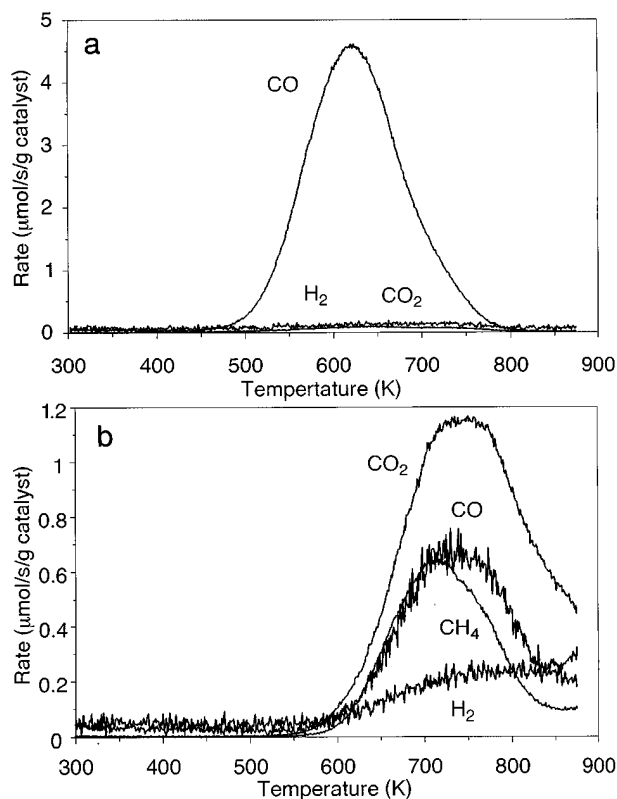 a
5
4
3
2
1
0
Rate (μmol/s/g catalyst)
CO
H2
CO2
300 400 500 600 700 800 900
Tempertature (K)
b
1.2
1
0.8
0.6
0.4
0.2
0
Rate (μmol/s/g catalyst)
CO2
CO
CH4
H2
300 400 500 600 700 800 900
Temperature (K)